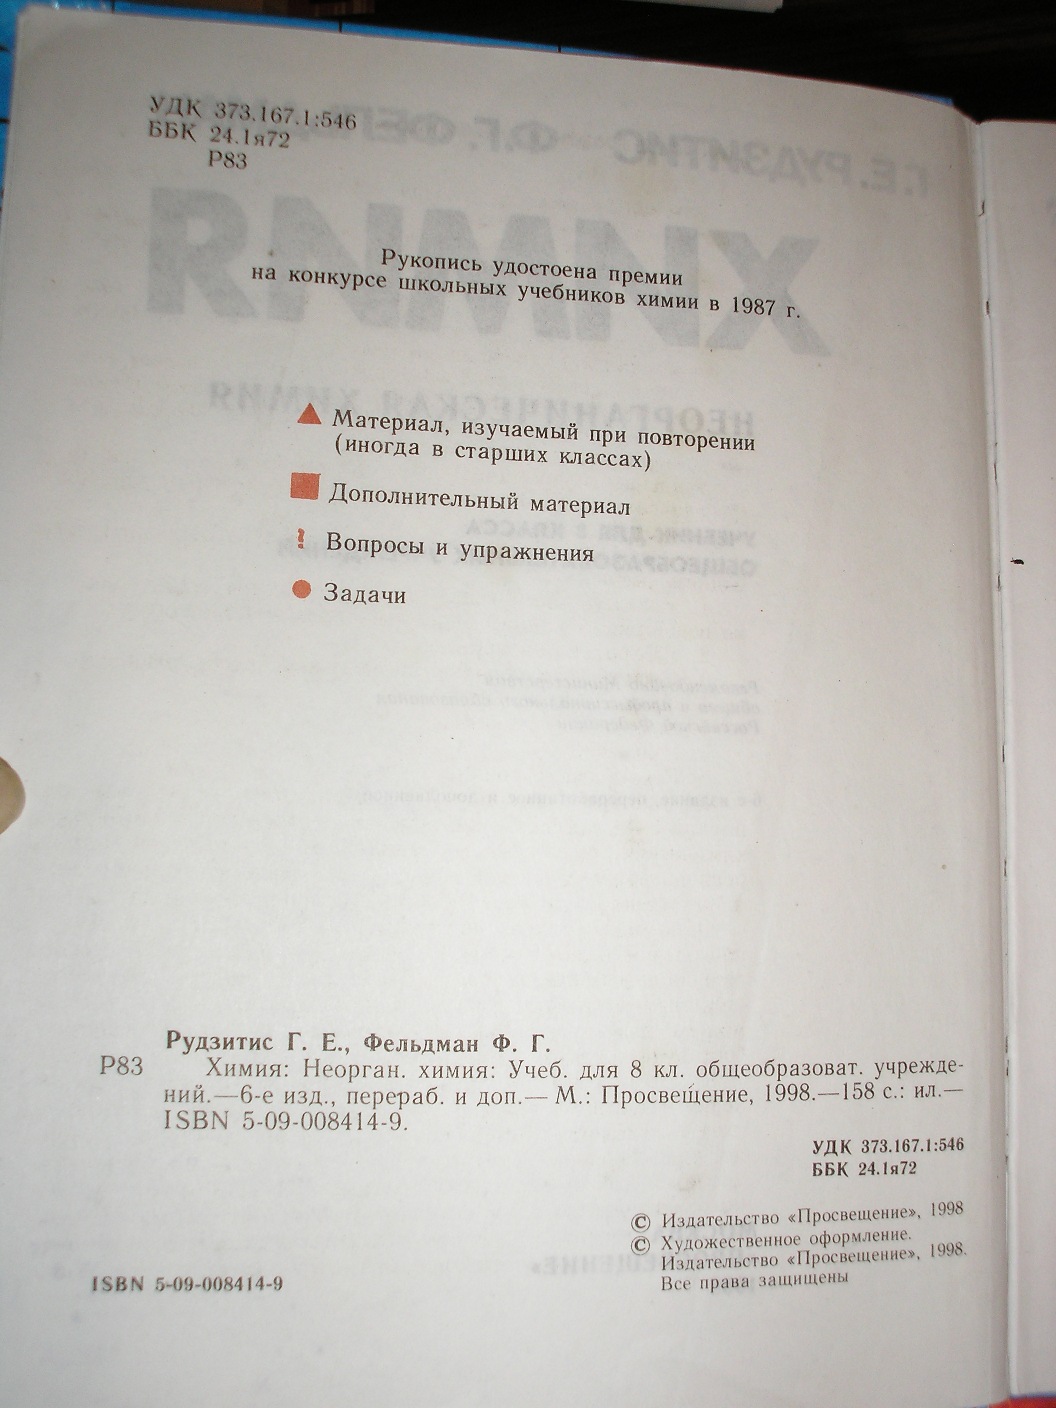 УДК 373.167.1:546
ББК 24.1я72
Р83
Рукопись удостоена премии
на конкурсе школьных учебников химии в 1987 г.
Материал, изучаемый при повторении
(иногда в старших классах)
Дополнительный материал
Вопросы и упражнения
Задачи
Рудзитис Г. Е., Фельдман Ф. Г.
Р83 Химия: Неорган. химия: Учеб. для 8 кл. общеобразоват. учрежде-
ний.—6-е изд., перераб. и доп.— М.: Просвещение, 1998.—158 с.: ил.—
ISBN 5-09-008414-9.
УДК 373.167.1:546
ББК 24.1я72
© Издательство «Просвещение», 1998
© Художественное оформление.
Издательство «Просвещение», 1998.
Все права защищены
ISBN 5-09-008414-9